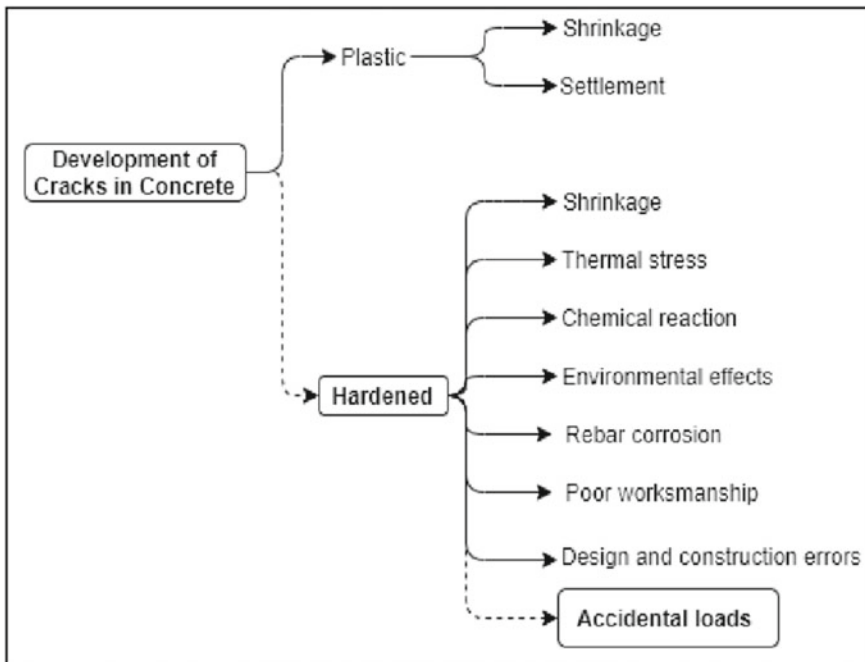 Shrinkage
Plastic
Settlement
Development of
Cracks in Concrete
Shrinkage
Thermal stress
Chemical reaction
Environmental effects
Hardened
Rebar corrosion
Poor worksmanship
Design and construction errors
Accidental loads